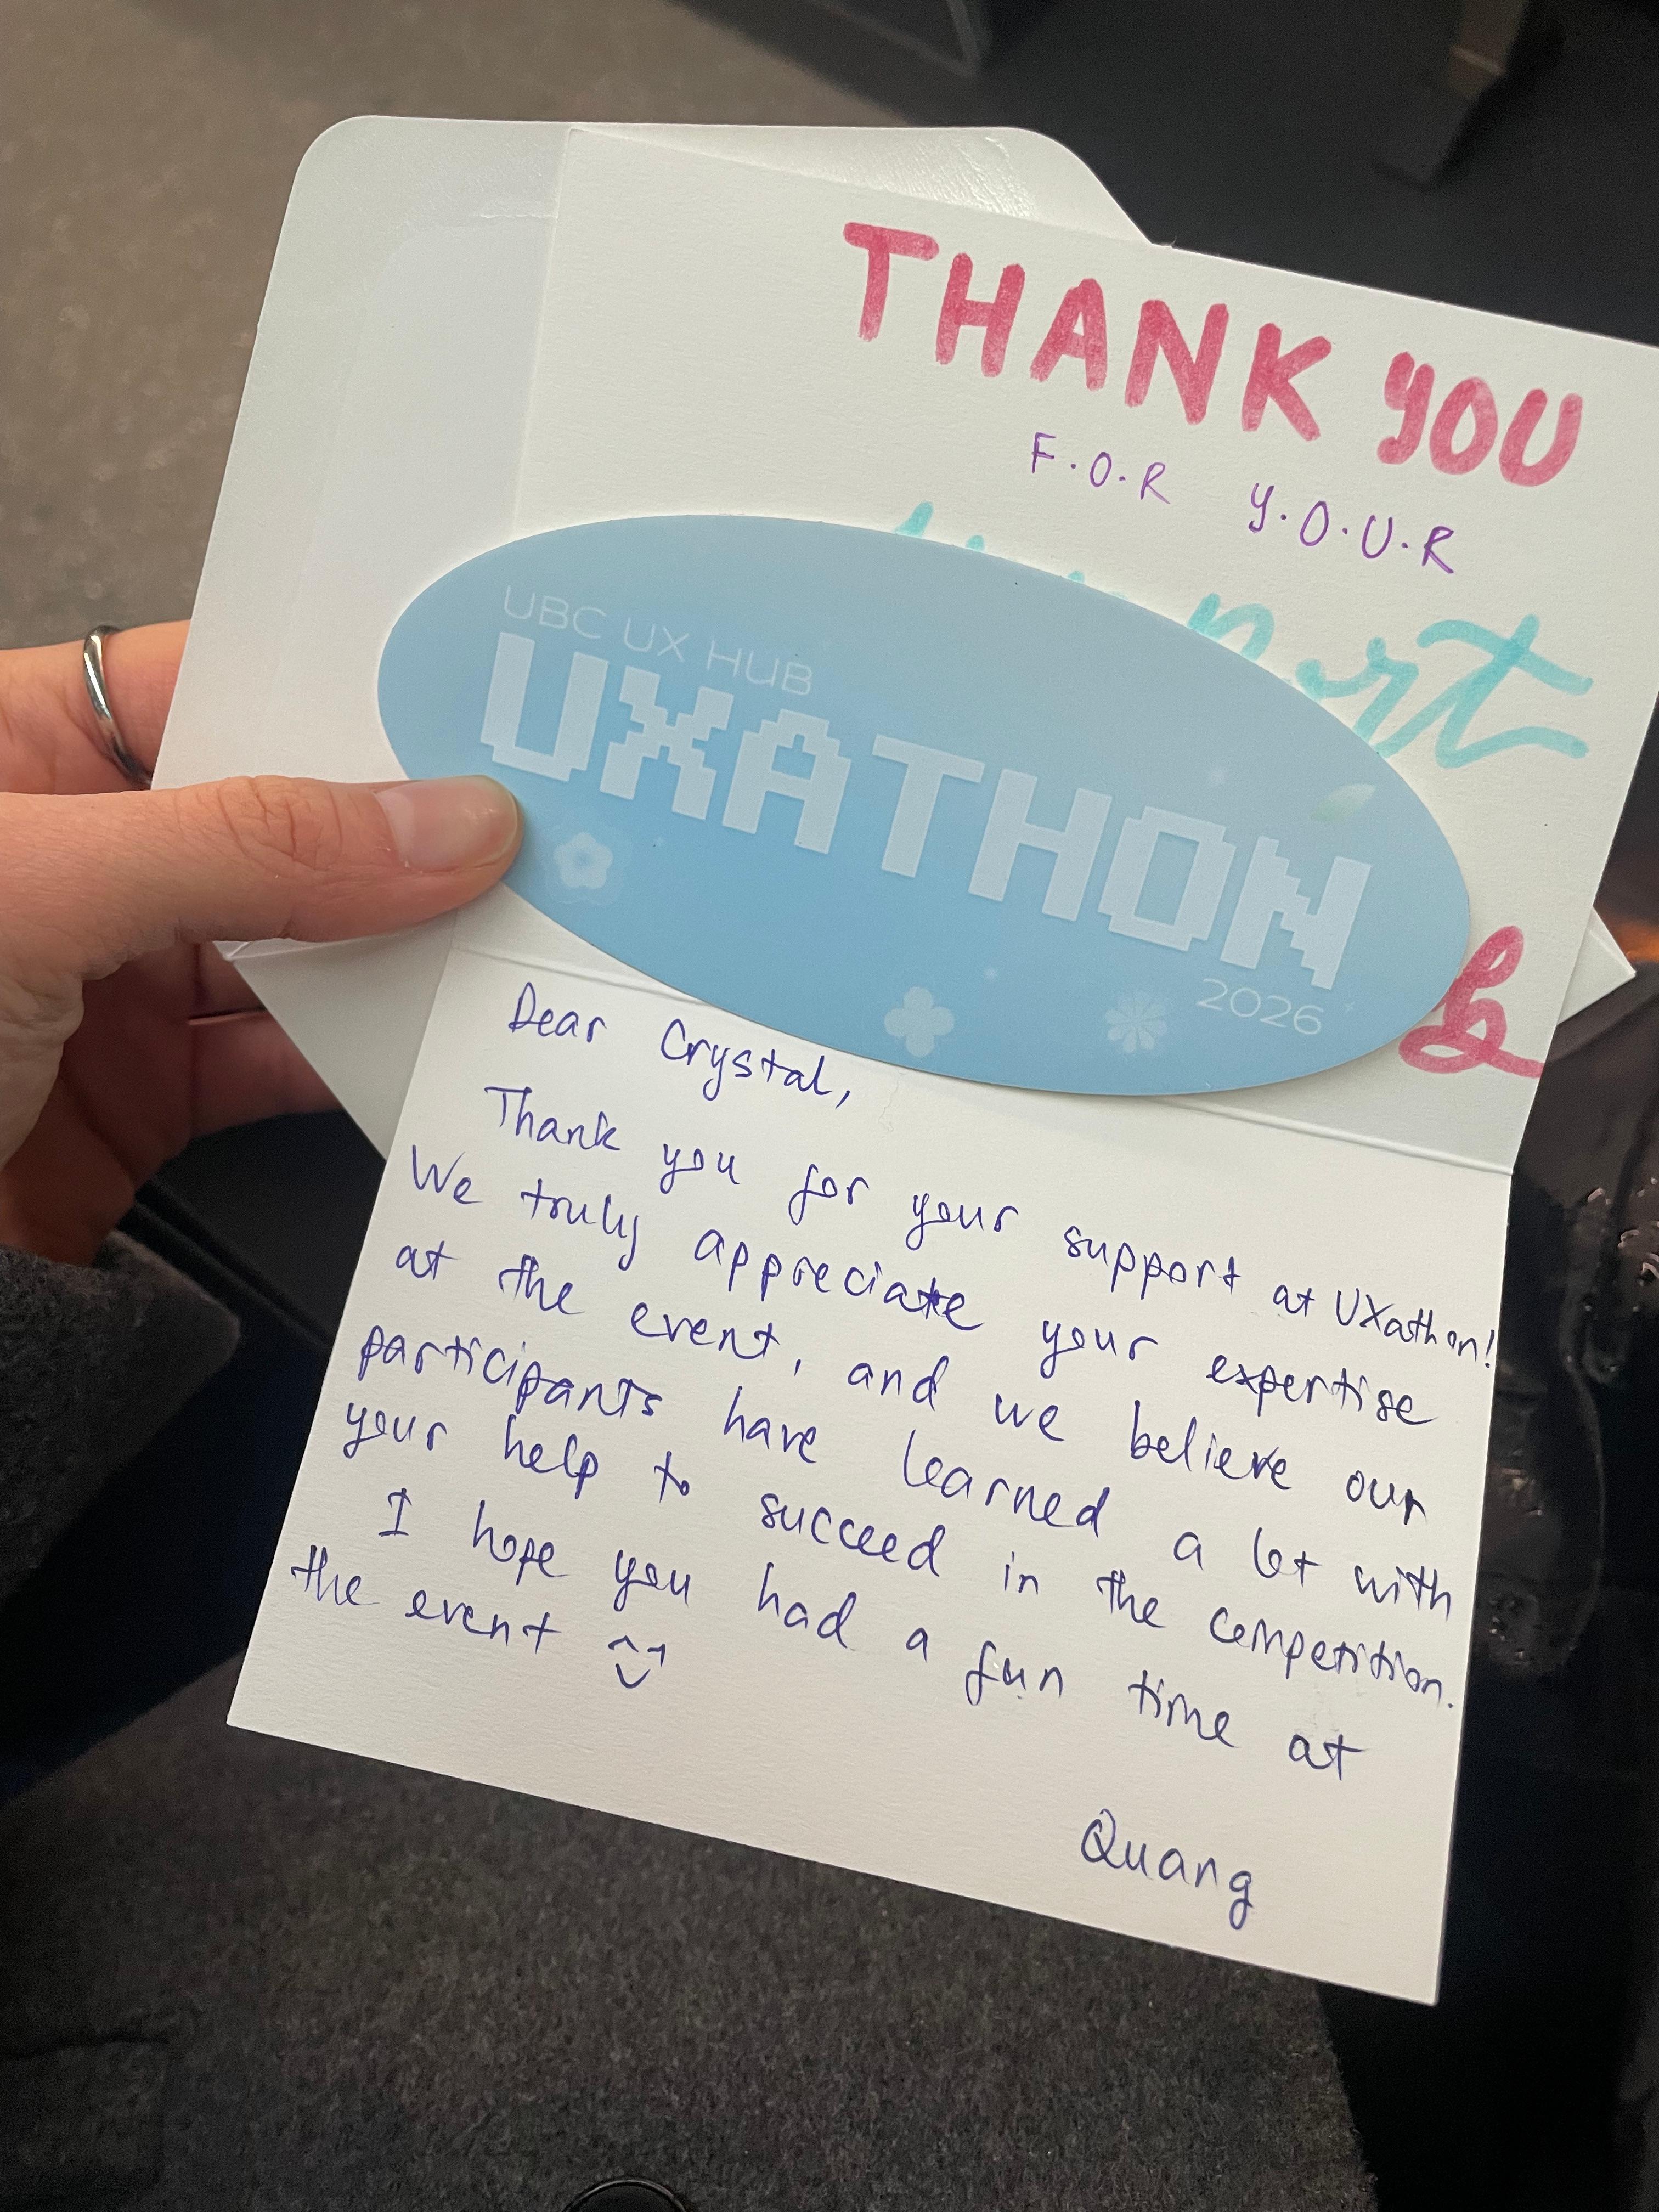 THANK YOU
F.O.R Y.O.U.R
UBC UX HUB
UXATHON
2026
Dear Crystal,
Thank you for your support at UXathon!
We truly appreciate your expertise
at the event, and we believe our
participants have learned a lot with
your help to succeed in the competition.
I hope you had a fun time at
the event
Quang